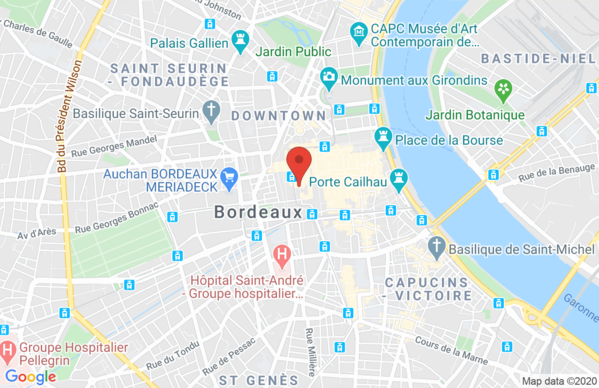 Charles de Gaulle
Palais Gallien
Jardin Public
CAPC Musée d'Art
Contemporain de...
BASTIDE-NIEL
SAINT SEURIN
- FONDAUDÈGE
Bd du Président Wilson
Monument aux Girondins
Jardin Botanique
Basilique Saint-Seurin
DOWNTOWN
Rue Georges Mandel
Place de la Bourse
Rue de la Benauge
Auchan BORDEAUX
MERIADECK
Porte Cailhau
Rue Georges Bonnac
Bordeaux
Av d'Arès
Basilique de Saint-Michel
Hôpital Saint-André
- Groupe hospitalier...
CAPUCINS
- VICTOIRE
Garonne
Rue Millière
Groupe Hospitalier
Pellegrin
Rue du Tondu
Rue de Pessac
Cours de la Marne
ST GENÈS
Google
Map data ©2020